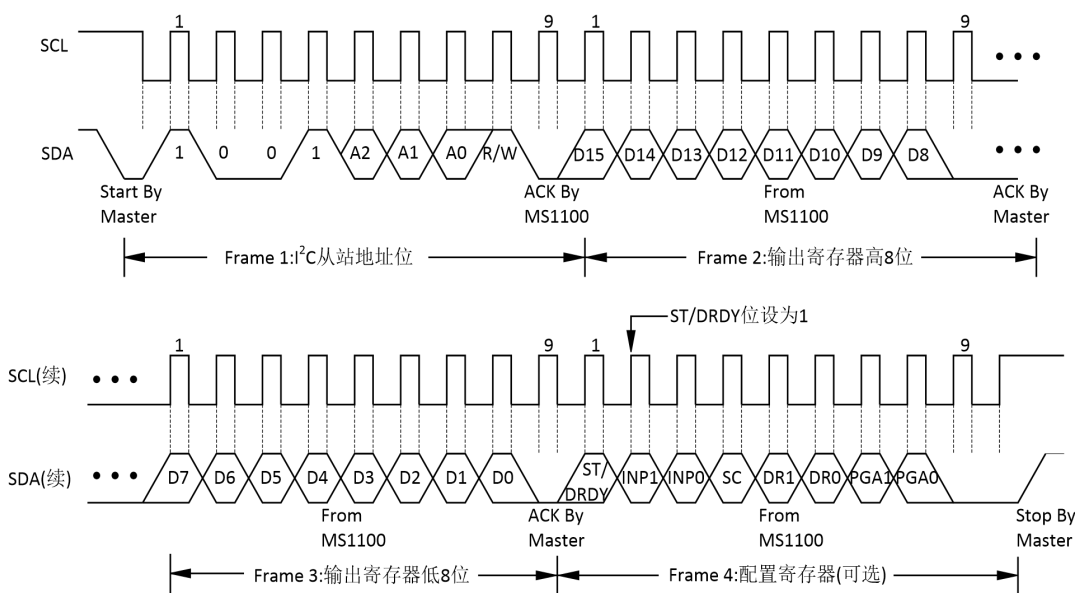 1 9 1 9
SCL
SDA
1 0 0 1 A2 A1 A0 R/W D15 D14 D13 D12 D11 D10 D9 D8
Start By
Master
ACK By
MS1100
From
MS1100
ACK By
Master
Frame 1:I²C从站地址位
Frame 2:输出寄存器高8位
ST/DRDY位设为1
1 9 1 9
SCL(续)
SDA(续)
D7 D6 D5 D4 D3 D2 D1 D0 ST/DRDY INP1 INP0 SC DR1 DR0 PGA1 PGA0
From
MS1100
ACK By
Master
From
MS1100
Stop By
Master
Frame 3:输出寄存器低8位
Frame 4:配置寄存器(可选)